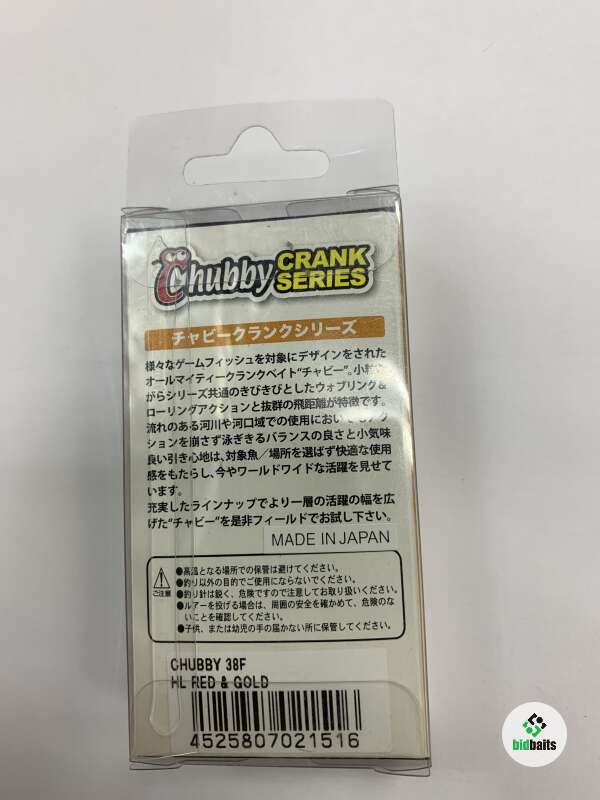 Chubby CRANK SERIES
チャビークランクシリーズ
様々なゲームフィッシュを対象にデザインをされた
オールマイティークランクベイト"チャビー"。小粒な
がらシリーズ共通のきびきびとしたウォブリング&
ローリングアクションと抜群の飛距離が特徴です。
流れのある河川や河口域での使用においてもアク
ションを崩さず泳ぎきるバランスの良さと小気味
良い引き心地は、対象魚/場所を選ばず快適な使用
感をもたらし、今やワールドワイドな活躍を見せて
います。
充実したラインナップでより一層の活躍の幅を広
げた"チャビー"を是非フィールドでお試し下さい。
MADE IN JAPAN
ご注意
●高温となる場所での保管は避けてください。
●釣り以外の目的でご使用にならないでください。
●釣り針は鋭く、危険ですので注意してお取り扱いください。
●ルアーを投げる場合は、周囲の安全を確かめて、危険のな
いことを確認してください。
●子供、または幼児の手の届かない所に保管してください。
CHUBBY 38F
HL RED & GOLD
4525807021516
bidbaits